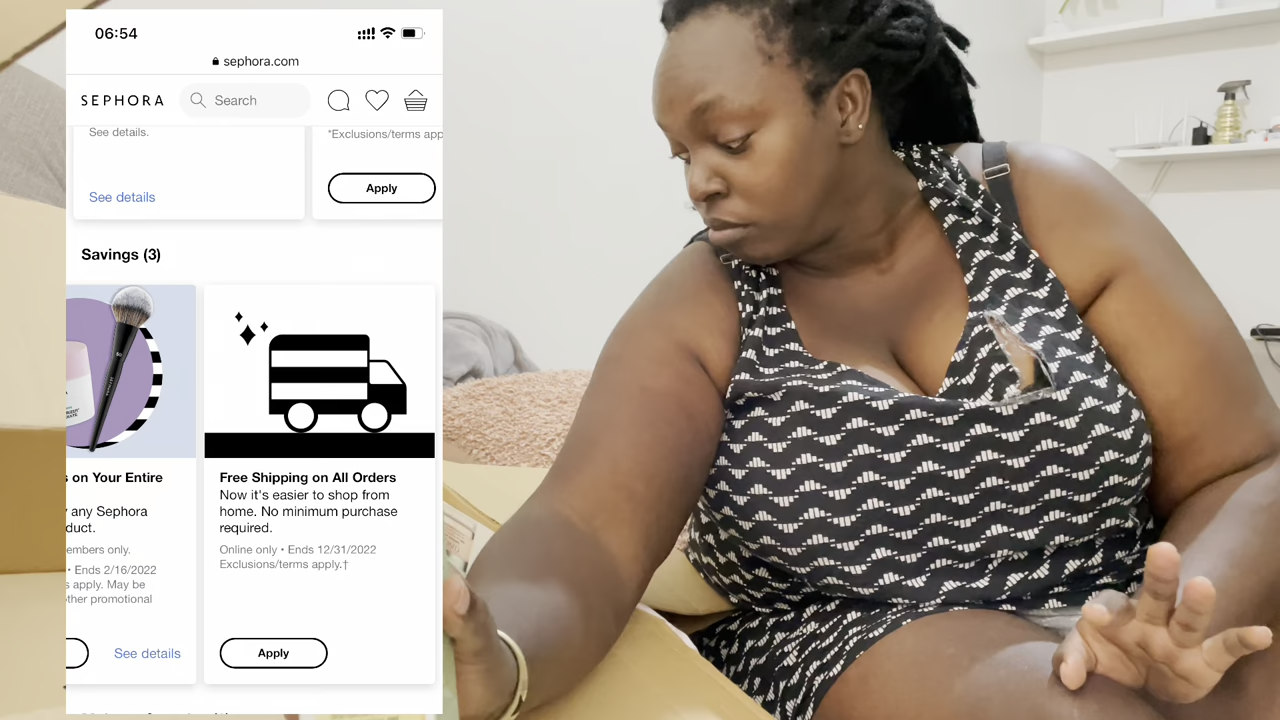 06:54
sephora.com
SEPHORA
Search
See details.
*Exclusions/terms app
See details
Apply
Savings (3)
s on Your Entire
any Sephora
duct.
embers only.
• Ends 2/16/2022
s apply. May be
ther promotional
See details
Free Shipping on All Orders
Now it's easier to shop from
home. No minimum purchase
required.
Online only • Ends 12/31/2022
Exclusions/terms apply.†
Apply